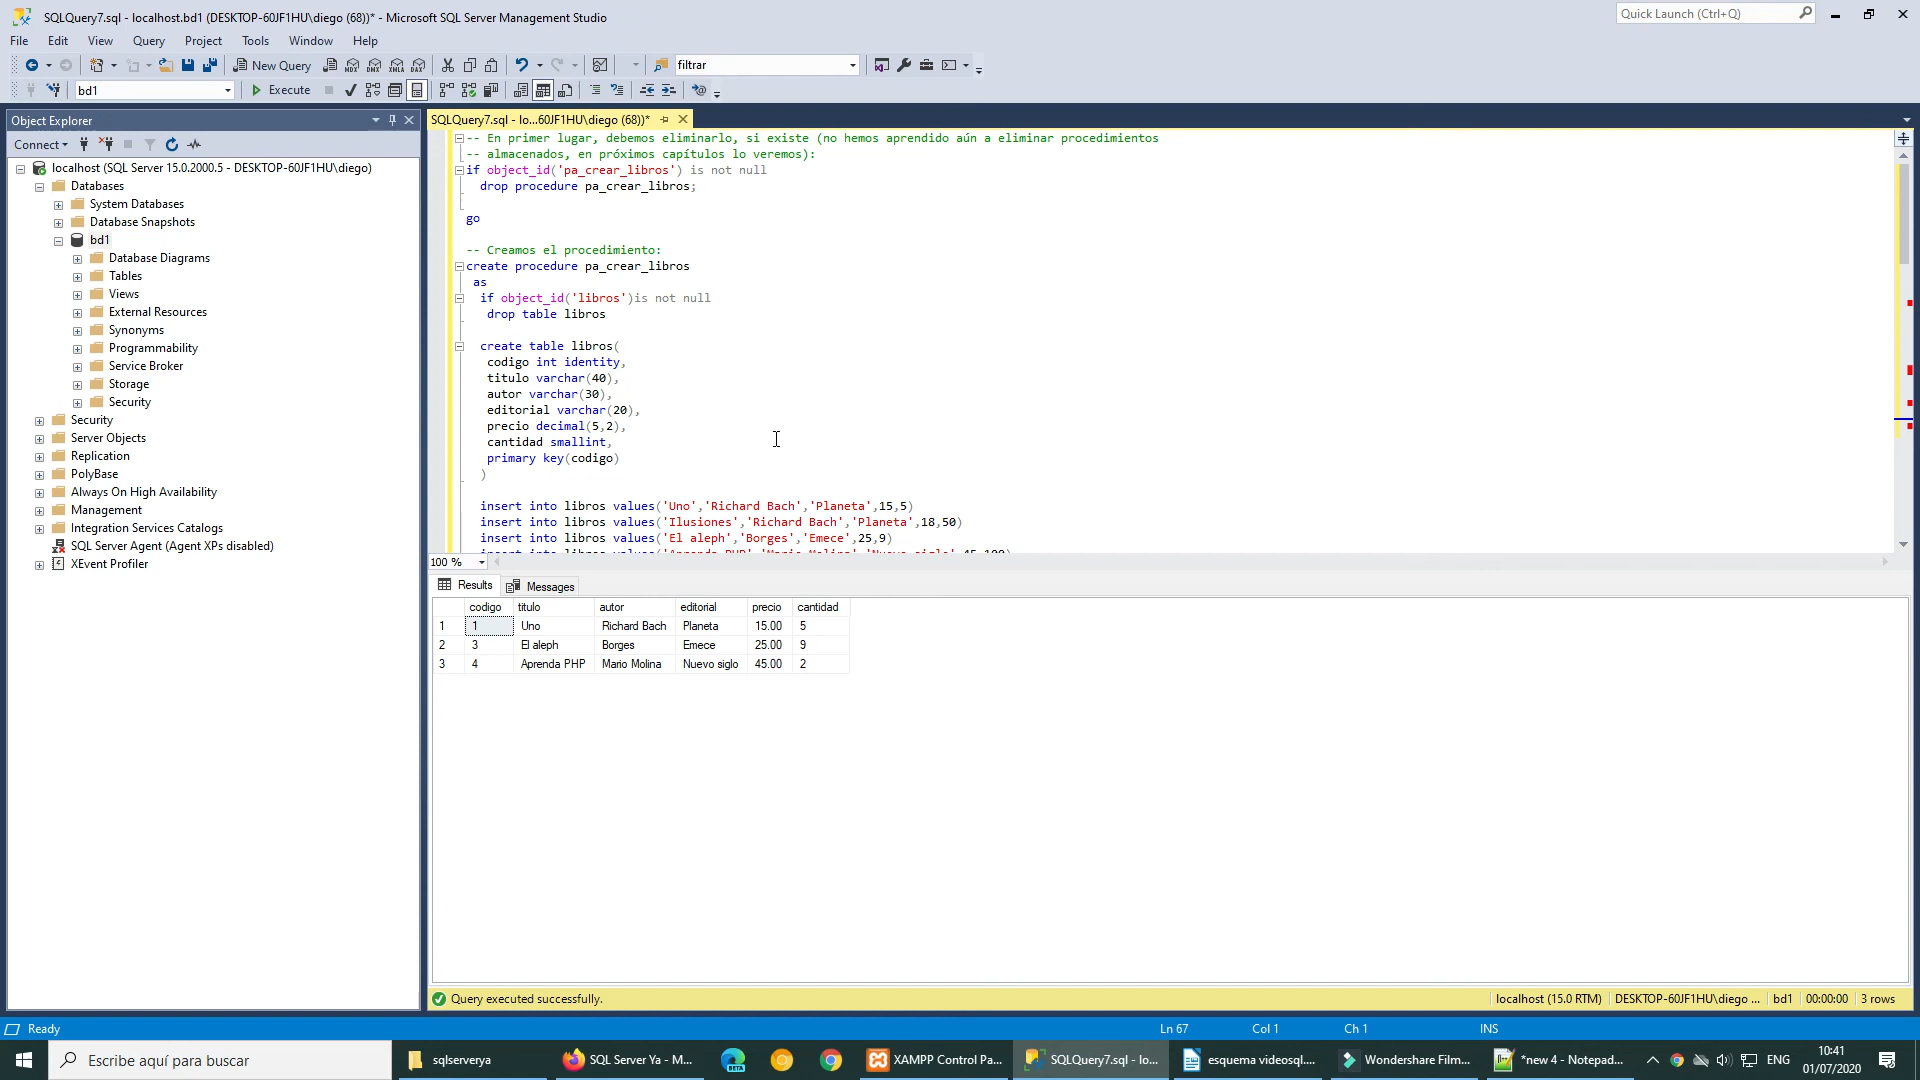 SQLQuery7.sql - localhost.bd1 (DESKTOP-60JF1HU\diego (68))* - Microsoft SQL Server Management Studio
Quick Launch (Ctrl+Q)
File Edit View Query Project Tools Window Help
New Query
filtrar
bd1
Execute
Object Explorer
Connect
localhost (SQL Server 15.0.2000.5 - DESKTOP-60JF1HU\diego)
Databases
System Databases
Database Snapshots
bd1
Database Diagrams
Tables
Views
External Resources
Synonyms
Programmability
Service Broker
Storage
Security
Security
Server Objects
Replication
PolyBase
Always On High Availability
Management
Integration Services Catalogs
SQL Server Agent (Agent XPs disabled)
XEvent Profiler
SQLQuery7.sql - lo...60JF1HU\diego (68))*
-- En primer lugar, debemos eliminarlo, si existe (no hemos aprendido aún a eliminar procedimientos
-- almacenados, en próximos capítulos lo veremos):
if object_id('pa_crear_libros') is not null
drop procedure pa_crear_libros;
go
-- Creamos el procedimiento:
create procedure pa_crear_libros
as
if object_id('libros')is not null
drop table libros
create table libros(
codigo int identity,
titulo varchar(40),
autor varchar(30),
editorial varchar(20),
precio decimal(5,2),
cantidad smallint,
primary key(codigo)
)
insert into libros values('Uno','Richard Bach','Planeta',15,5)
insert into libros values('Ilusiones','Richard Bach','Planeta',18,50)
insert into libros values('El aleph','Borges','Emece',25,9)
insert into libros values('Aprenda PHP','Mario Molina','Nuevo siglo',45,100)
100 %
Results Messages
codigo titulo autor editorial precio cantidad
1 1 Uno Richard Bach Planeta 15.00 5
2 3 El aleph Borges Emece 25.00 9
3 4 Aprenda PHP Mario Molina Nuevo siglo 45.00 2
Query executed successfully.
localhost (15.0 RTM) DESKTOP-60JF1HU\diego ... bd1 00:00:00 3 rows
Ready Ln 67 Col 1 Ch 1 INS
Escribe aquí para buscar
sqlserverya
SQL Server Ya - M...
BETA
XAMPP Control Pa...
SQLQuery7.sql - lo...
esquema videosql....
Wondershare Film...
*new 4 - Notepad...
ENG
10:41
01/07/2020